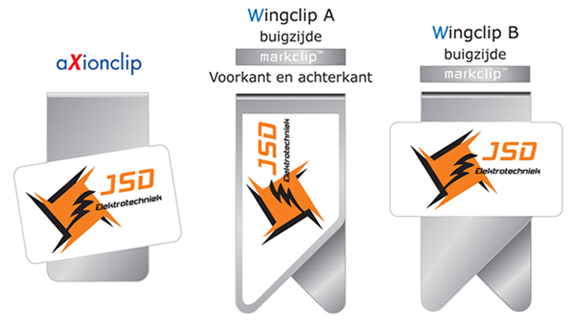 aXionclip
JSD
Elektrotechniek
Wingclip A
buigzijde
markclip™
Voorkant en achterkant
JSD
Elektrotechniek
Wingclip B
buigzijde
markclip™
JSD
Elektrotechniek